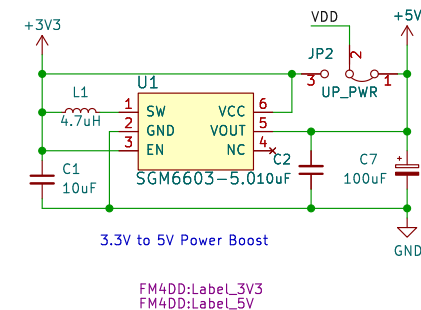 VDD
+5V
+3V3
JP2
2
3
1
UP_PWR
U1
L1
4.7uH
1
SW
VCC
6
2
GND
VOUT
5
3
EN
NC
4
SGM6603-5.0
C1
10uF
C2
10uF
C7
100uF
+
GND
3.3V to 5V Power Boost
FM4DD:Label_3V3
FM4DD:Label_5V